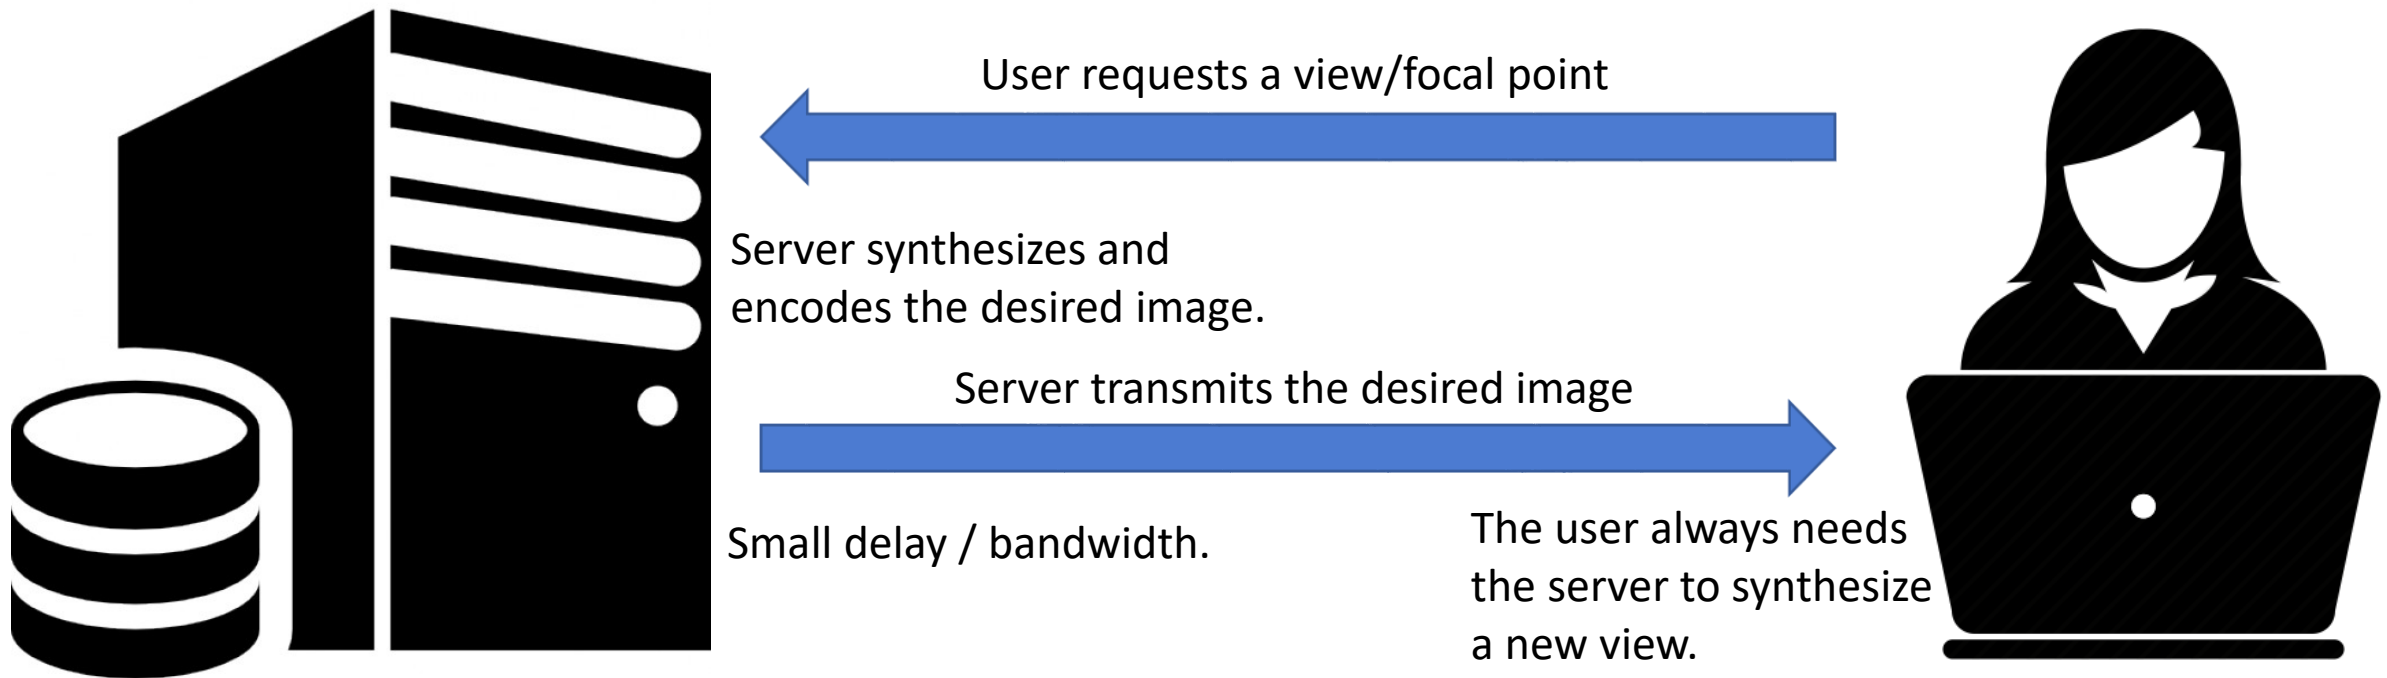 User requests a view/focal point
Server synthesizes and
encodes the desired image.
Server transmits the desired image
Small delay / bandwidth.
The user always needs
the server to synthesize
a new view.